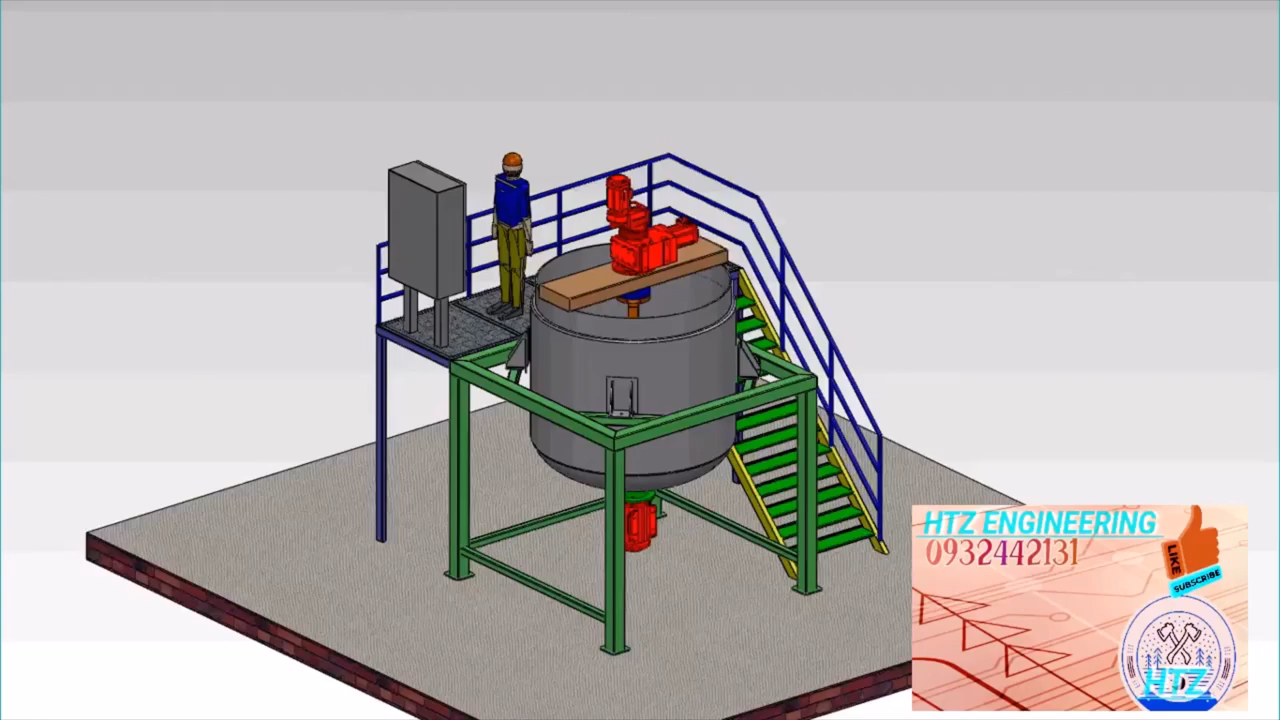 HTZ ENGINEERING
0932442131
LIKE
SUBSCRIBE
HTZ